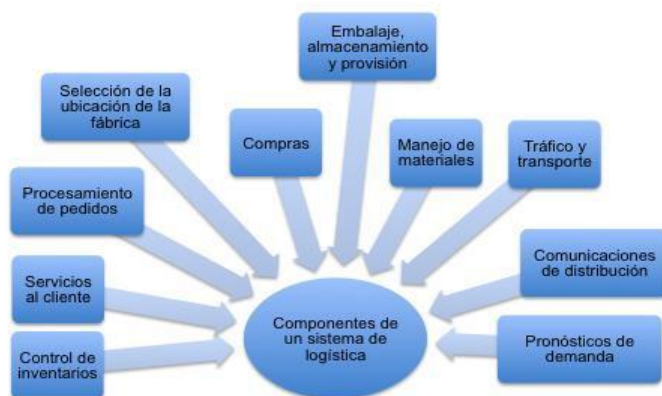 Embalaje,
almacenamiento
y provisión
Selección de la
ubicación de la
fábrica
Compras
Manejo de
materiales
Tráfico y
transporte
Procesamiento
de pedidos
Comunicaciones
de distribución
Servicios
al cliente
Componentes de
un sistema de
logística
Pronósticos de
demanda
Control de
inventarios